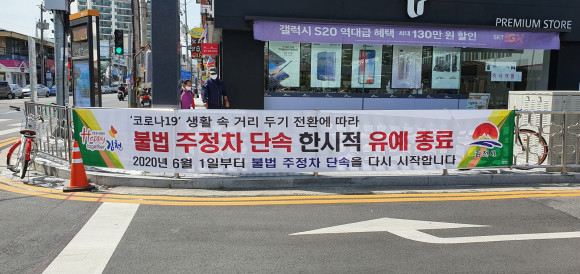 PREMIUM STORE
갤럭시 S20 역대급 혜택 최대 130만 원 할인
'코로나19' 생활 속 거리 두기 전환에 따라
불법 주정차 단속 한시적 유예 종료
2020년 6월 1일부터 불법 주정차 단속을 다시 시작합니다
Happy
김천